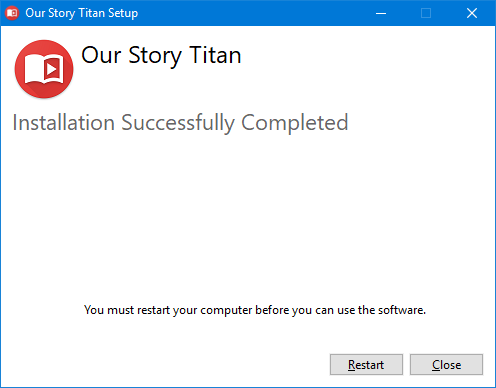 Our Story Titan Setup
Our Story Titan
Installation Successfully Completed
You must restart your computer before you can use the software.
Restart
Close